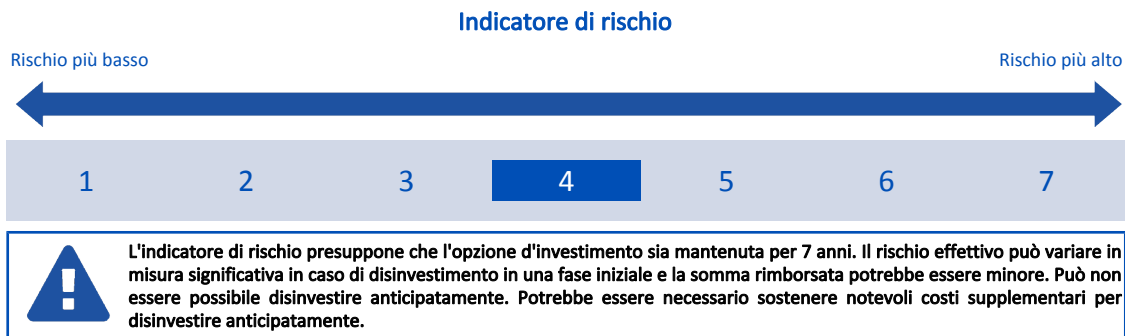 Indicatore di rischio
Rischio più basso
Rischio più alto
1 2 3 4 5 6 7
L'indicatore di rischio presuppone che l'opzione d'investimento sia mantenuta per 7 anni. Il rischio effettivo può variare in
misura significativa in caso di disinvestimento in una fase iniziale e la somma rimborsata potrebbe essere minore. Può non
essere possibile disinvestire anticipatamente. Potrebbe essere necessario sostenere notevoli costi supplementari per
disinvestire anticipatamente.